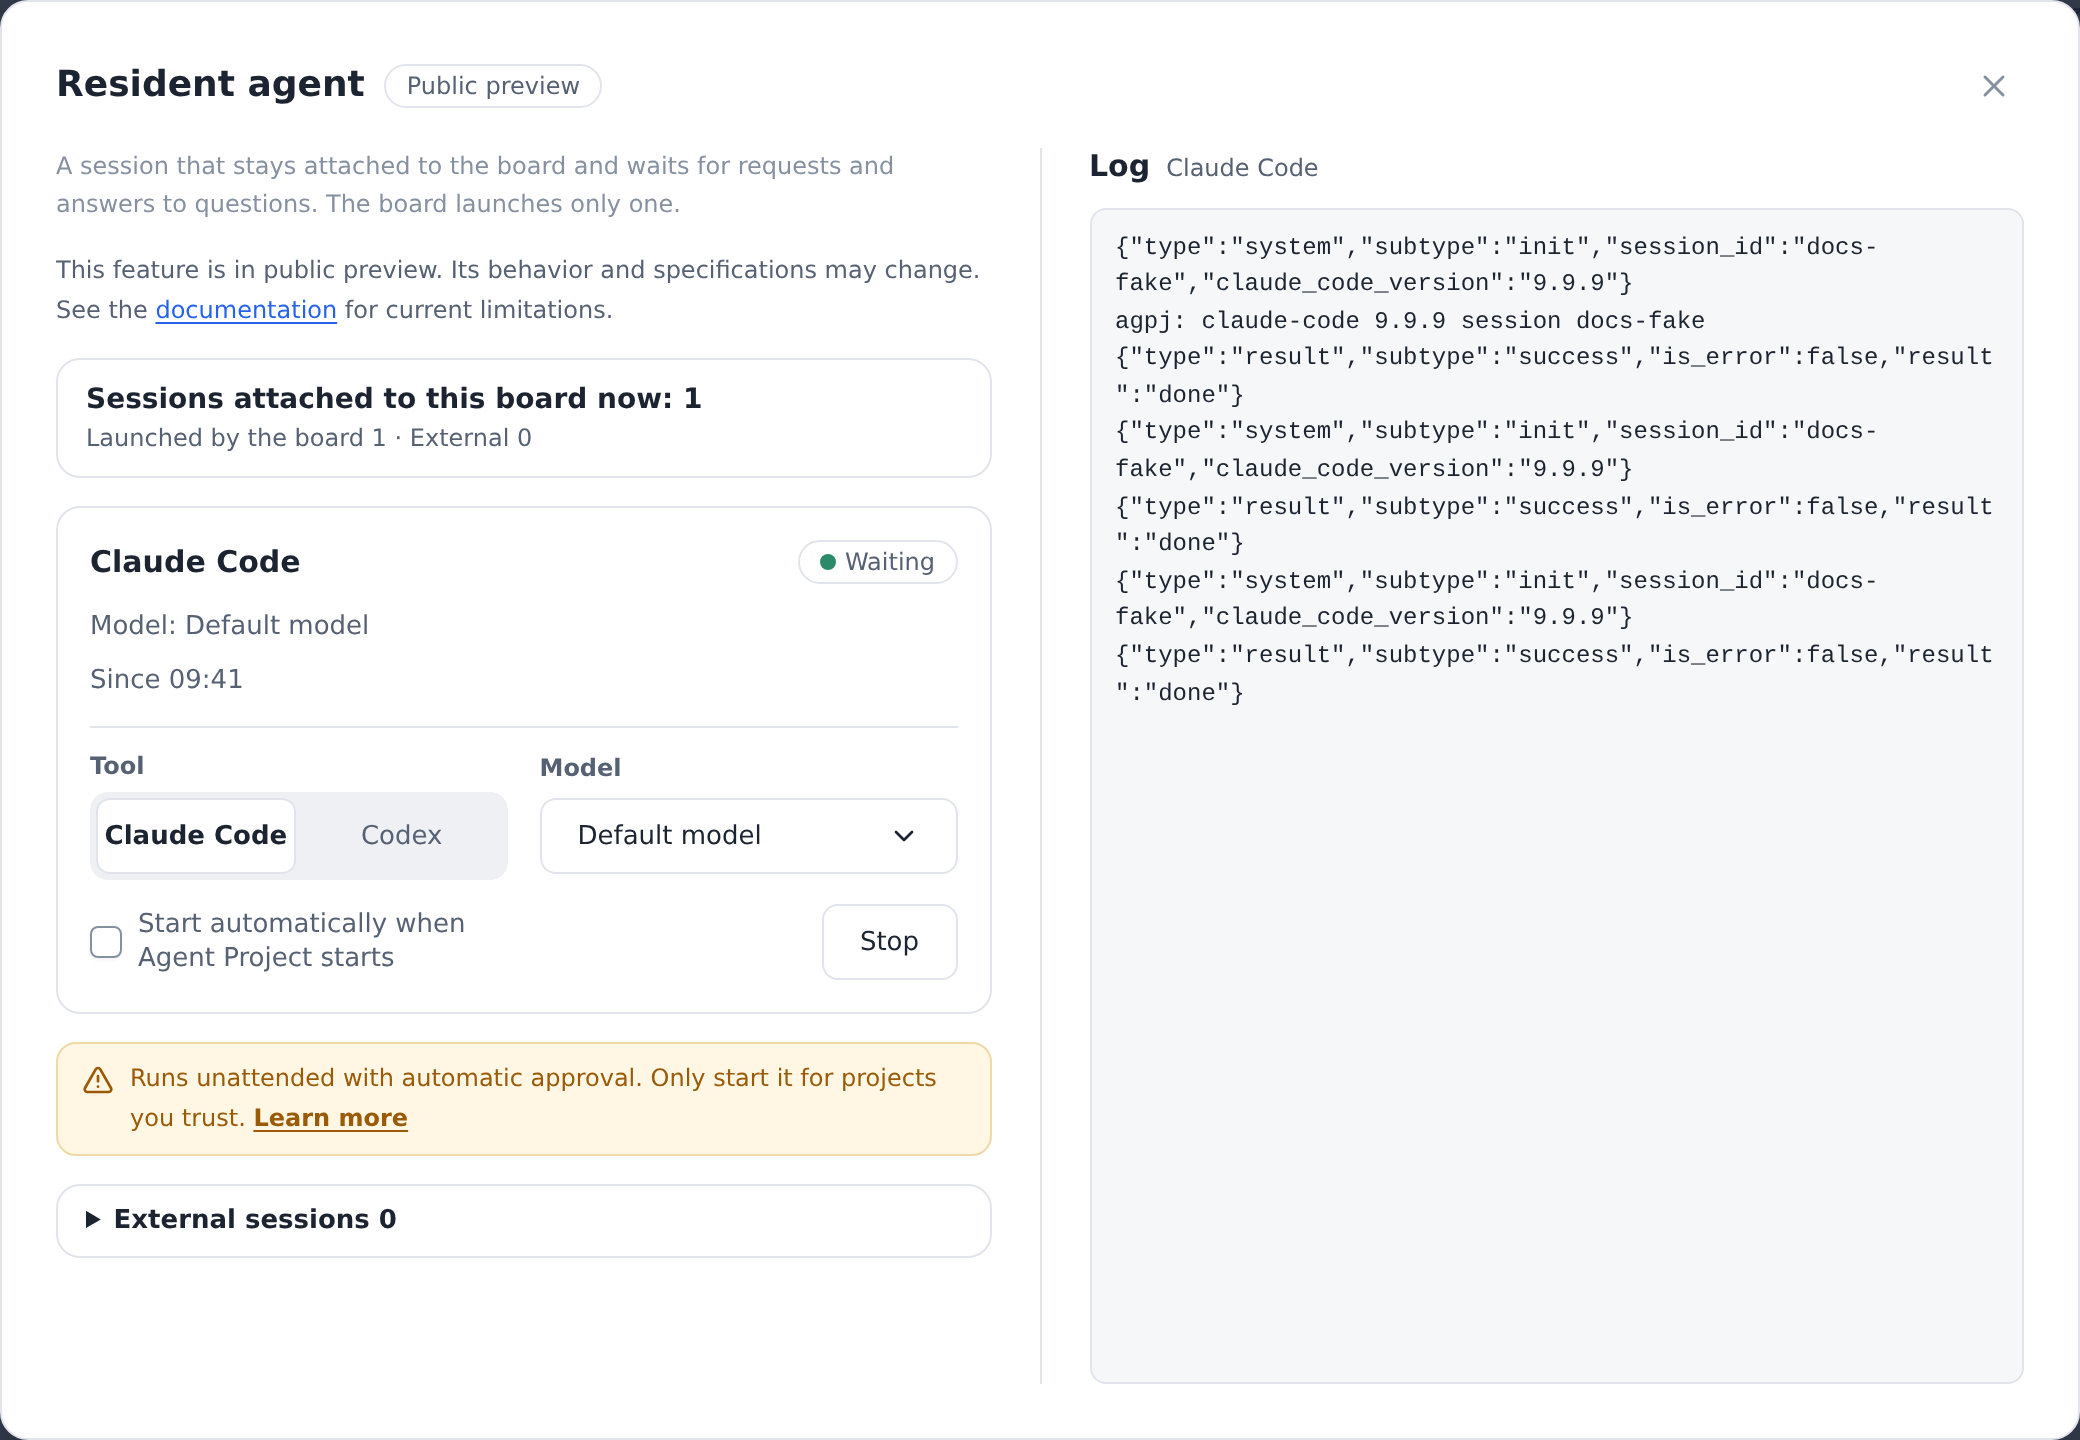 Resident agent
Public preview
A session that stays attached to the board and waits for requests and
answers to questions. The board launches only one.
This feature is in public preview. Its behavior and specifications may change.
See the documentation for current limitations.
Sessions attached to this board now: 1
Launched by the board 1 · External 0
Claude Code
Waiting
Model: Default model
Since 09:41
Tool
Model
Claude Code
Codex
Default model
Start automatically when
Agent Project starts
Stop
Runs unattended with automatic approval. Only start it for projects
you trust. Learn more
External sessions 0
Log Claude Code
{"type":"system","subtype":"init","session_id":"docs-
fake","claude_code_version":"9.9.9"}
agpj: claude-code 9.9.9 session docs-fake
{"type":"result","subtype":"success","is_error":false,"result
":"done"}
{"type":"system","subtype":"init","session_id":"docs-
fake","claude_code_version":"9.9.9"}
{"type":"result","subtype":"success","is_error":false,"result
":"done"}
{"type":"system","subtype":"init","session_id":"docs-
fake","claude_code_version":"9.9.9"}
{"type":"result","subtype":"success","is_error":false,"result
":"done"}